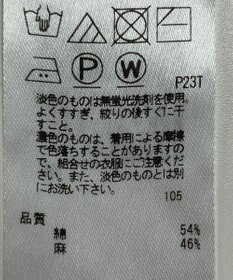 P W
P23T
淡色のものは無蛍光洗剤を使用。
よくすすぎ、絞りの後すぐに干
すこと。
濃色のものは、着用による摩擦
で色落ちすることがありますの
で、組合せの衣服にご注意くだ
さい。また、淡色のものとは別
にお洗い下さい。
105
品質
綿 54%
麻 46%